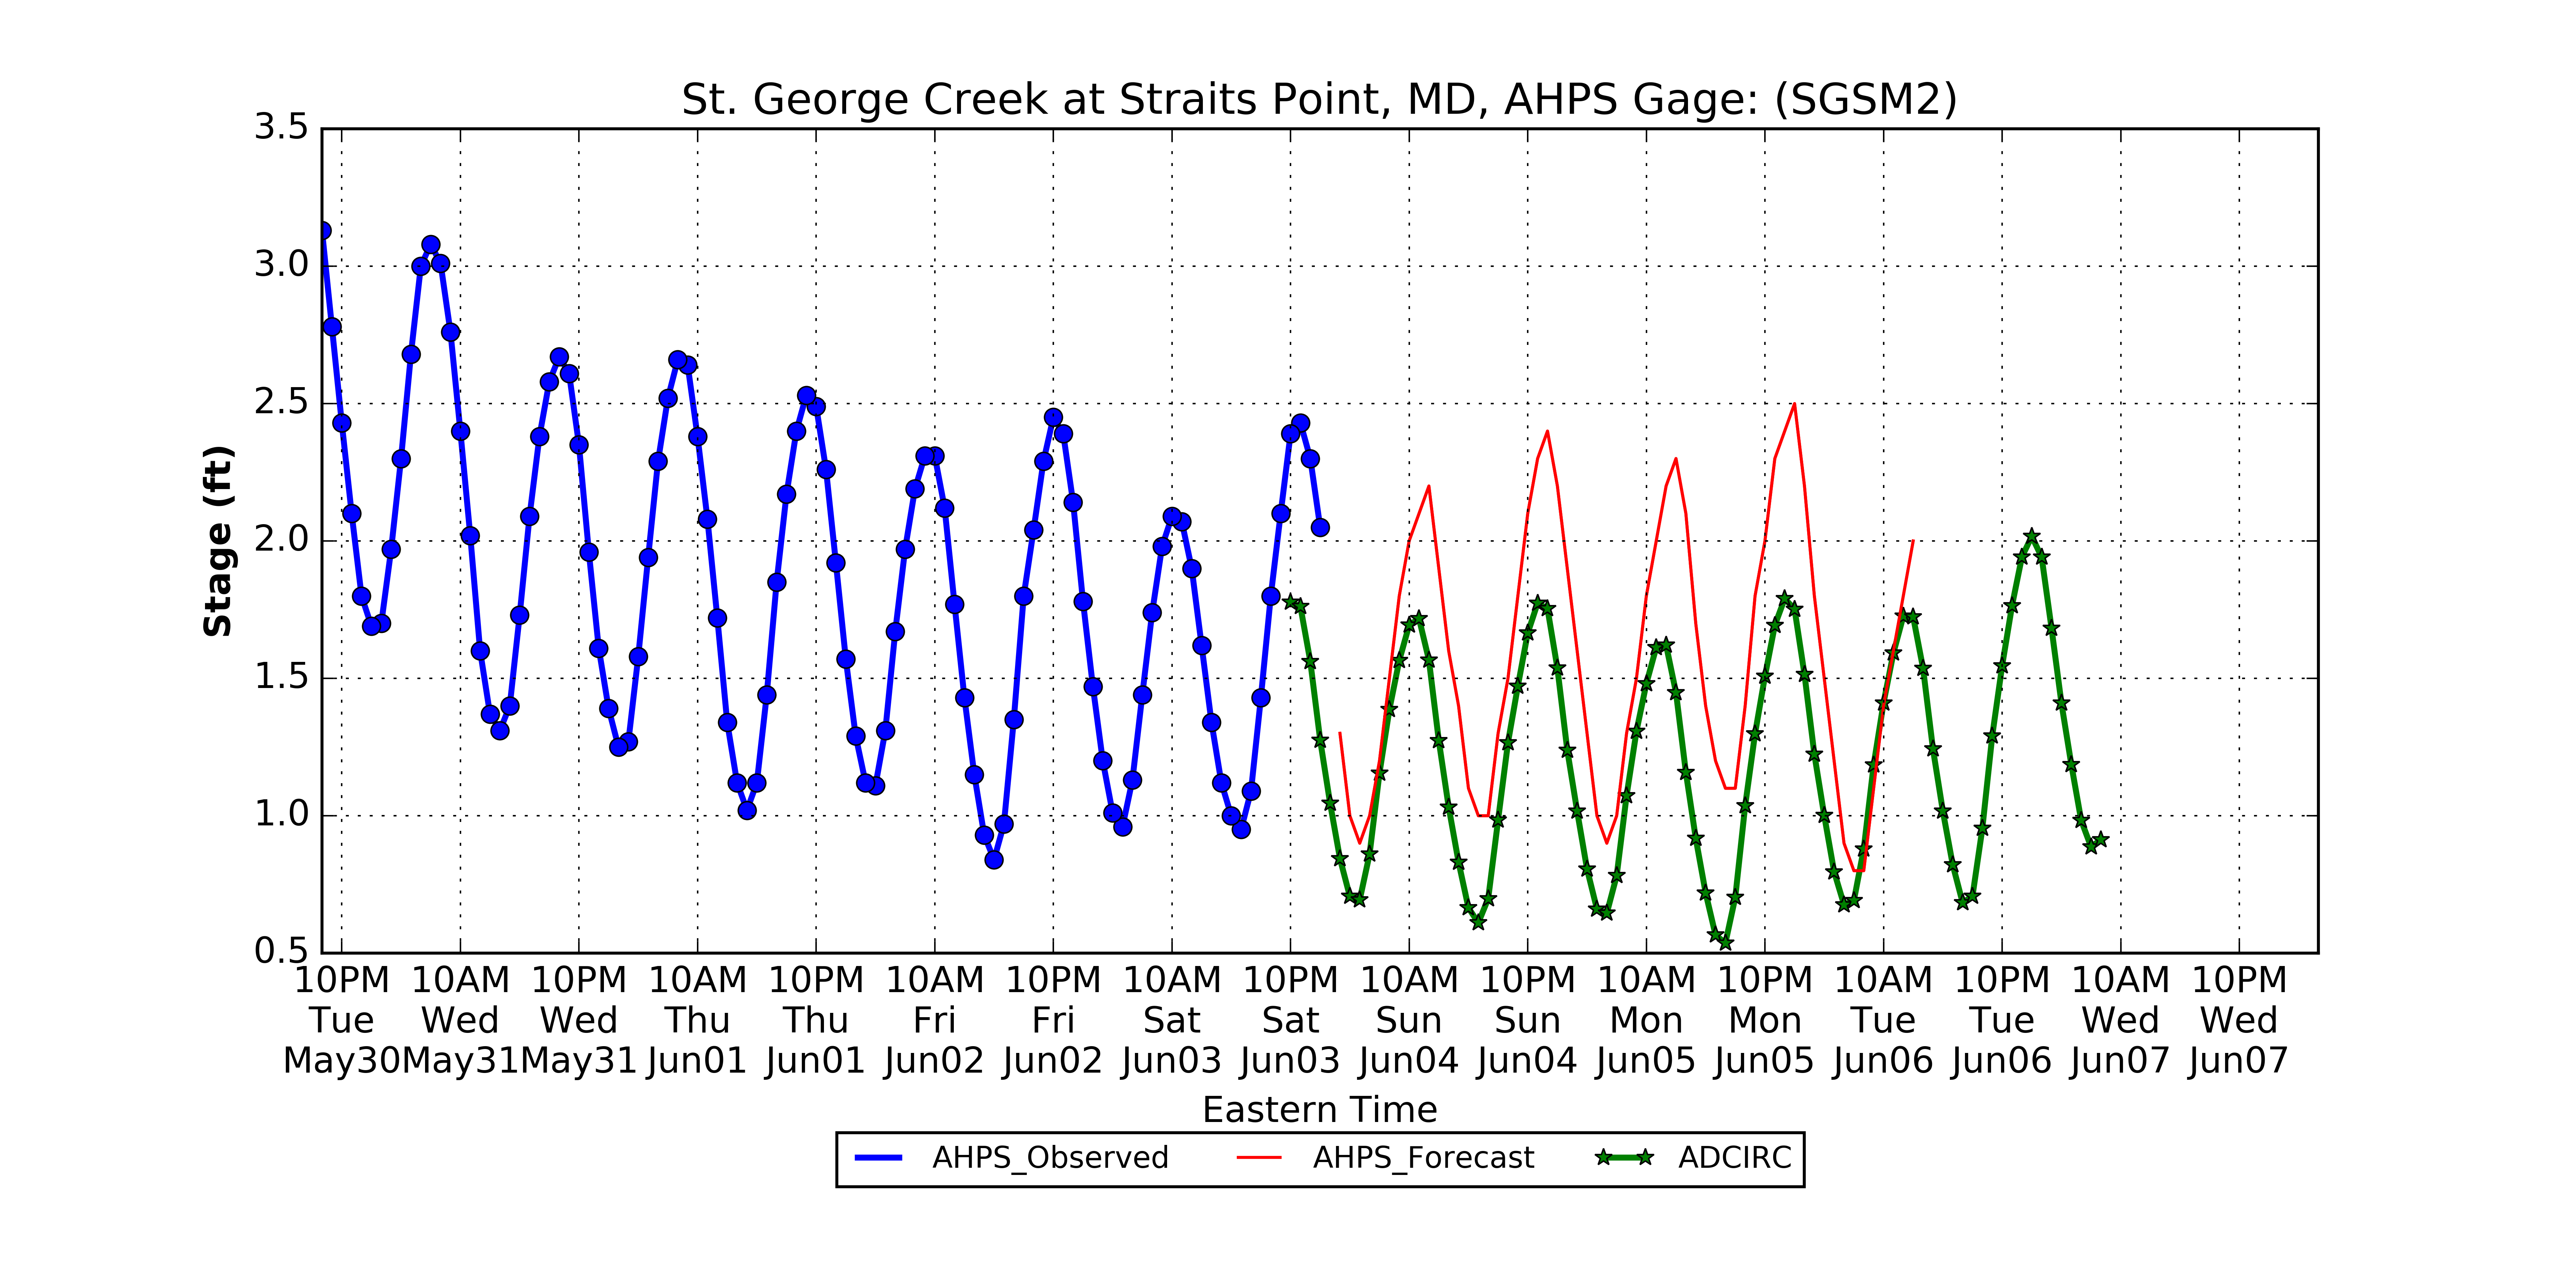 St. George Creek at Straits Point, MD, AHPS Gage: (SGSM2)
3.5
3.0
2.5
2.0
1.5
1.0
0.5
Stage (ft)
10PM 10AM 10PM 10AM 10PM 10AM 10PM 10AM 10PM 10AM 10PM 10AM 10PM 10AM 10PM 10AM 10PM
Tue Wed Wed Thu Thu Fri Fri Sat Sat Sun Sun Mon Mon Tue Tue Wed Wed
May30 May31 May31 Jun01 Jun01 Jun02 Jun02 Jun03 Jun03 Jun04 Jun04 Jun05 Jun05 Jun06 Jun06 Jun07 Jun07
Eastern Time
AHPS_Observed AHPS_Forecast ADCIRC